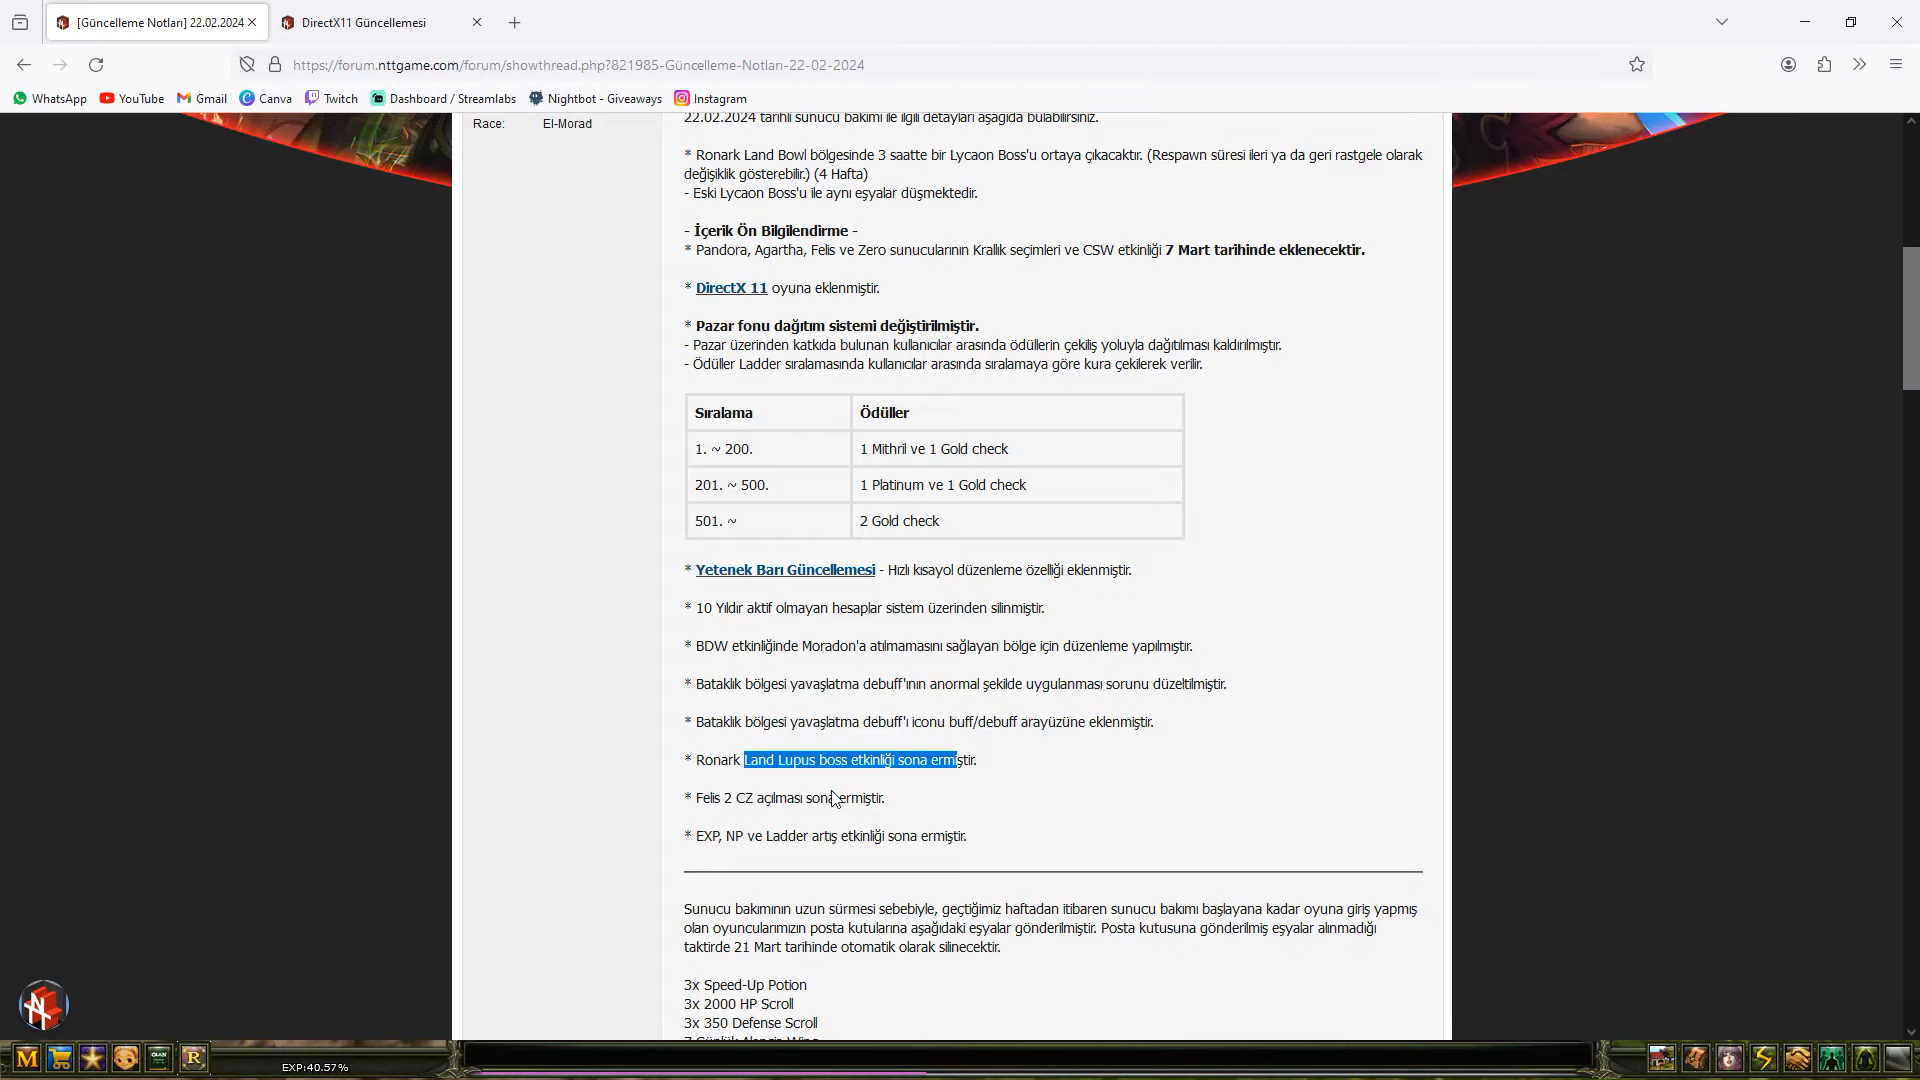 [Güncelleme Notları] 22.02.2024
DirectX11 Güncellemesi
https://forum.nttgame.com/forum/showthread.php?821985-Güncelleme-Notları-22-02-2024
WhatsApp
YouTube
Gmail
Canva
Twitch
Dashboard / Streamlabs
Nightbot - Giveaways
Instagram
Race: El-Morad
22.02.2024 tarihli sunucu bakımı ile ilgili detayları aşağıda bulabilirsiniz.
* Ronark Land Bowl bölgesinde 3 saatte bir Lycaon Boss'u ortaya çıkacaktır. (Respawn süresi ileri ya da geri rastgele olarak
değişiklik gösterebilir.) (4 Hafta)
- Eski Lycaon Boss'u ile aynı eşyalar düşmektedir.
- İçerik Ön Bilgilendirme -
* Pandora, Agartha, Felis ve Zero sunucularının Krallık seçimleri ve CSW etkinliği 7 Mart tarihinde eklenecektir.
* DirectX 11 oyuna eklenmiştir.
* Pazar fonu dağıtım sistemi değiştirilmiştir.
- Pazar üzerinden katkıda bulunan kullanıcılar arasında ödüllerin çekiliş yoluyla dağıtılması kaldırılmıştır.
- Ödüller Ladder sıralamasında kullanıcılar arasında sıralamaya göre kura çekilerek verilir.
Sıralama Ödüller
1. ~ 200. 1 Mithril ve 1 Gold check
201. ~ 500. 1 Platinum ve 1 Gold check
501. ~ 2 Gold check
* Yetenek Barı Güncellemesi - Hızlı kısayol düzenleme özelliği eklenmiştir.
* 10 Yıldır aktif olmayan hesaplar sistem üzerinden silinmiştir.
* BDW etkinliğinde Moradon'a atılmamasını sağlayan bölge için düzenleme yapılmıştır.
* Bataklık bölgesi yavaşlatma debuff'ının anormal şekilde uygulanması sorunu düzeltilmiştir.
* Bataklık bölgesi yavaşlatma debuff'ı iconu buff/debuff arayüzüne eklenmiştir.
* Ronark Land Lupus boss etkinliği sona ermiştir.
* Felis 2 CZ açılması sona ermiştir.
* EXP, NP ve Ladder artış etkinliği sona ermiştir.
Sunucu bakımının uzun sürmesi sebebiyle, geçtiğimiz haftadan itibaren sunucu bakımı başlayana kadar oyuna giriş yapmış
olan oyuncularımızın posta kutularına aşağıdaki eşyalar gönderilmiştir. Posta kutusuna gönderilmiş eşyalar alınmadığı
taktirde 21 Mart tarihinde otomatik olarak silinecektir.
3x Speed-Up Potion
3x 2000 HP Scroll
3x 350 Defense Scroll
M
CLAN
R
EXP:40.57%